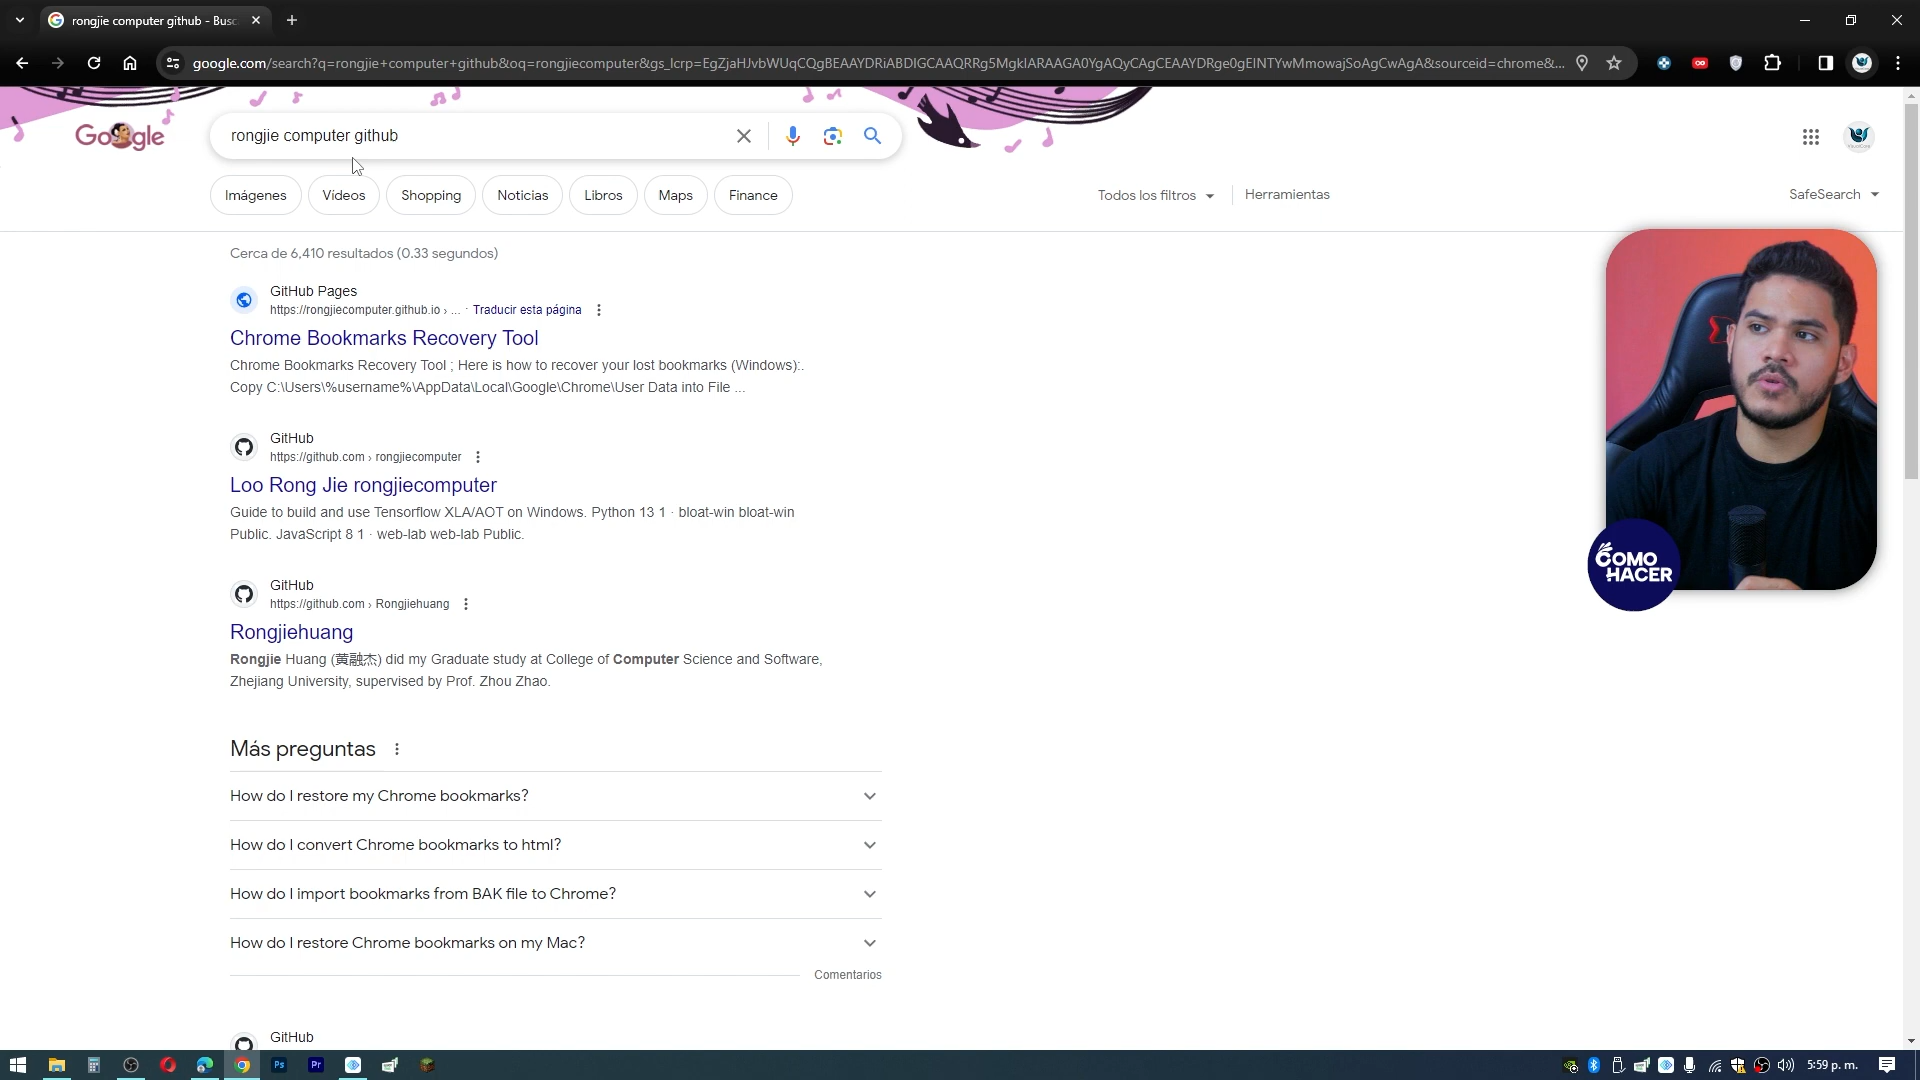 rongjie computer github - Busc
google.com/search?q=rongjie+computer+github&oq=rongjiecomputer&gs_lcrp=EgZjaHJvbWUqCQgBEAAYDRiABDIGCAAQRRg5MgkIARAAGA0YgAQyCAgCEAAYDRge0gEINTYwMmowajSoAgCwAgA&sourceid=chrome&...
Google
rongjie computer github
Imágenes
Vídeos
Shopping
Noticias
Libros
Maps
Finance
Todos los filtros
Herramientas
SafeSearch
Cerca de 6,410 resultados (0.33 segundos)
GitHub Pages
https://rongjiecomputer.github.io › ... · Traducir esta página
Chrome Bookmarks Recovery Tool
Chrome Bookmarks Recovery Tool ; Here is how to recover your lost bookmarks (Windows):.
Copy C:\Users\%username%\AppData\Local\Google\Chrome\User Data into File ...
GitHub
https://github.com › rongjiecomputer
Loo Rong Jie rongjiecomputer
Guide to build and use Tensorflow XLA/AOT on Windows. Python 13 1 · bloat-win bloat-win
Public. JavaScript 8 1 · web-lab web-lab Public.
GitHub
https://github.com › Rongjiehuang
Rongjiehuang
Rongjie Huang (黄融杰) did my Graduate study at College of Computer Science and Software,
Zhejiang University, supervised by Prof. Zhou Zhao.
Más preguntas
How do I restore my Chrome bookmarks?
How do I convert Chrome bookmarks to html?
How do I import bookmarks from BAK file to Chrome?
How do I restore Chrome bookmarks on my Mac?
Comentarios
GitHub
COMO
HACER
Ps
Pr
5:59 p. m.